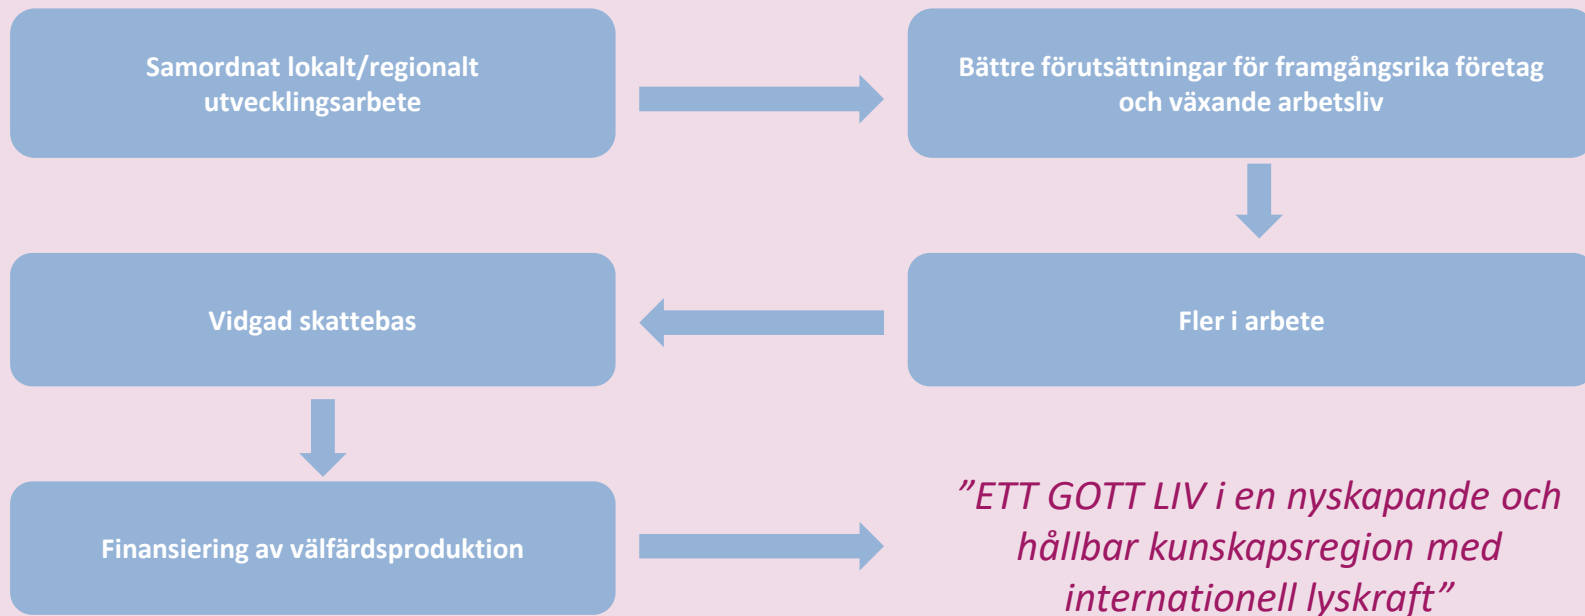 Samordnat lokalt/regionalt
utvecklingsarbete
Bättre förutsättningar för framgångsrika företag
och växande arbetsliv
Fler i arbete
Vidgad skattebas
Finansiering av välfärdsproduktion
”ETT GOTT LIV i en nyskapande och
hållbar kunskapsregion med
internationell lyskraft”